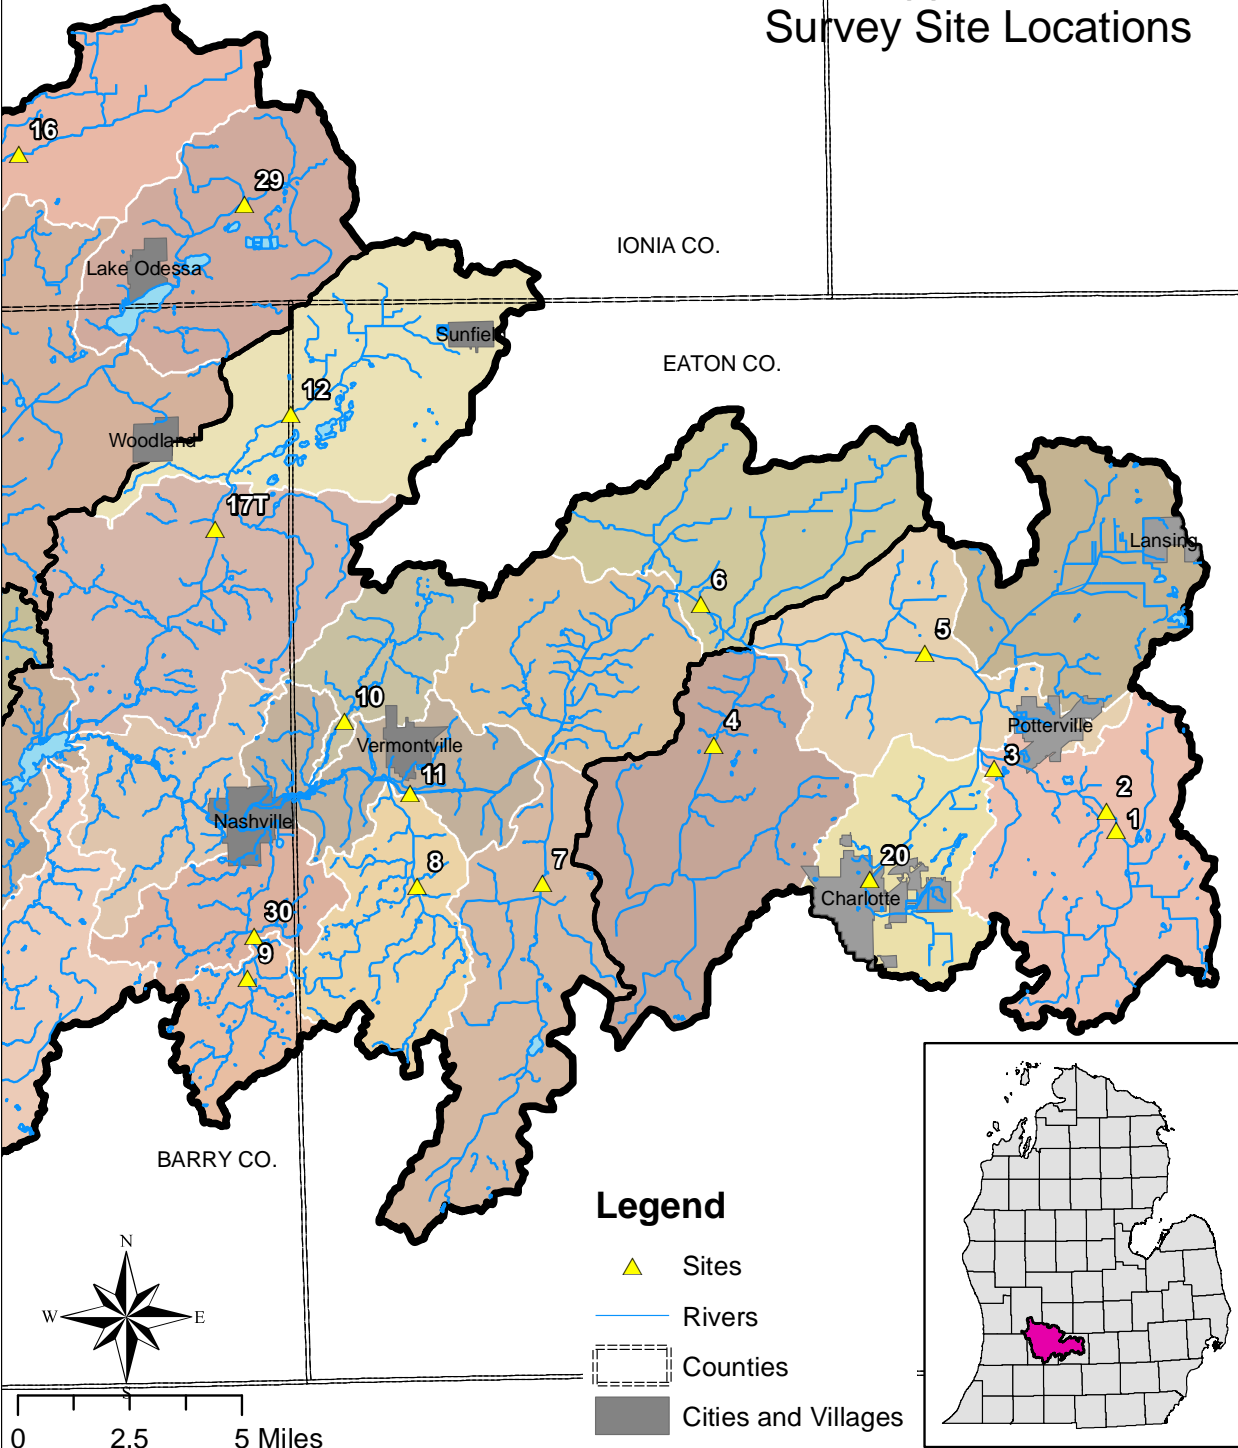 Survey Site Locations
16
29
IONIA CO.
Lake Odessa
Sunfiel
EATON CO.
12
Woodland
17T
Lansing
6
5
10
4
Potterville
Vermontville
3
11
2
1
Nashville
8
7
20
Charlotte
30
9
BARRY CO.
Legend
N
Sites
W
E
Rivers
Counties
S
Cities and Villages
0
2.5
5 Miles